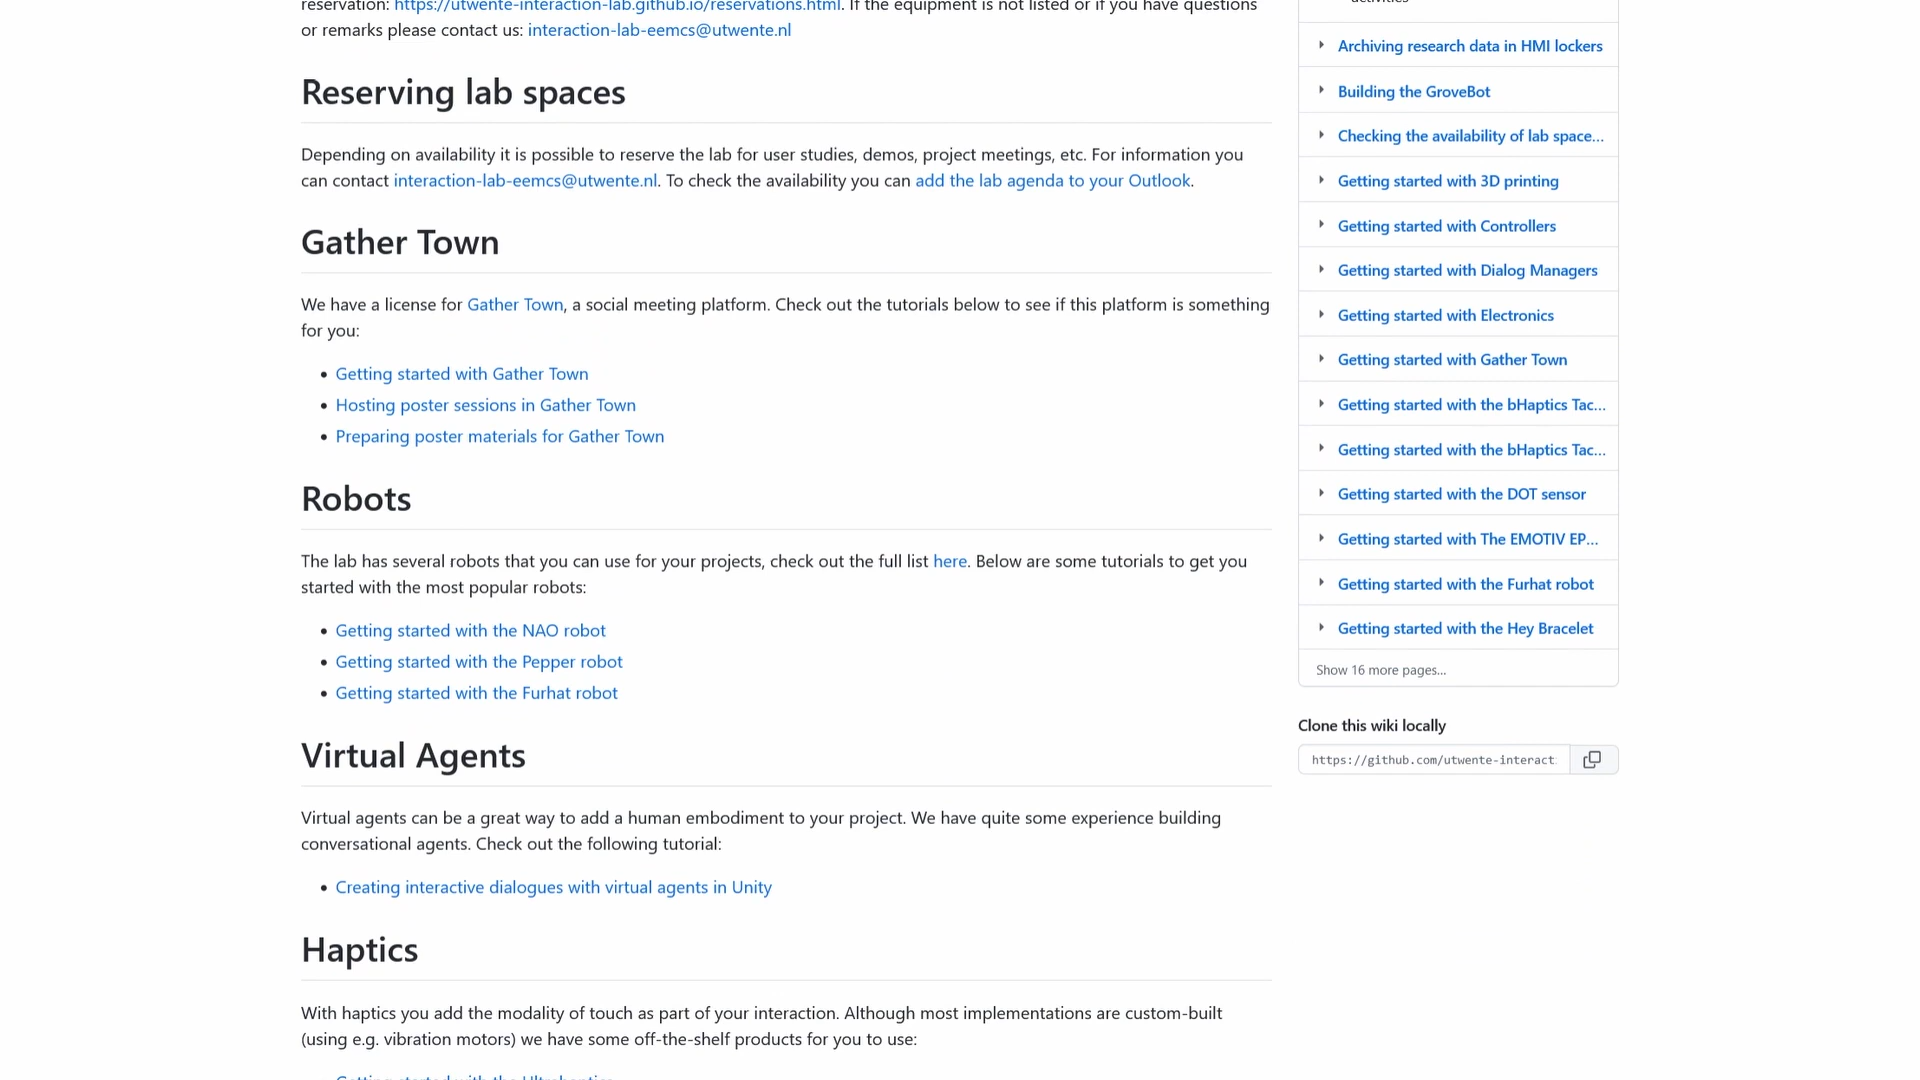 reservation: https://utwente-interaction-lab.github.io/reservations.html. If the equipment is not listed or if you have questions
or remarks please contact us: interaction-lab-eemcs@utwente.nl
Reserving lab spaces
Depending on availability it is possible to reserve the lab for user studies, demos, project meetings, etc. For information you
can contact interaction-lab-eemcs@utwente.nl. To check the availability you can add the lab agenda to your Outlook.
Gather Town
We have a license for Gather Town, a social meeting platform. Check out the tutorials below to see if this platform is something
for you:
Getting started with Gather Town
Hosting poster sessions in Gather Town
Preparing poster materials for Gather Town
Robots
The lab has several robots that you can use for your projects, check out the full list here. Below are some tutorials to get you
started with the most popular robots:
Getting started with the NAO robot
Getting started with the Pepper robot
Getting started with the Furhat robot
Virtual Agents
Virtual agents can be a great way to add a human embodiment to your project. We have quite some experience building
conversational agents. Check out the following tutorial:
Creating interactive dialogues with virtual agents in Unity
Haptics
With haptics you add the modality of touch as part of your interaction. Although most implementations are custom-built
(using e.g. vibration motors) we have some off-the-shelf products for you to use:
Getting started with the Ultrahaptics
activities
Archiving research data in HMI lockers
Building the GroveBot
Checking the availability of lab space...
Getting started with 3D printing
Getting started with Controllers
Getting started with Dialog Managers
Getting started with Electronics
Getting started with Gather Town
Getting started with the bHaptics Tac...
Getting started with the bHaptics Tac...
Getting started with the DOT sensor
Getting started with The EMOTIV EP...
Getting started with the Furhat robot
Getting started with the Hey Bracelet
Show 16 more pages...
Clone this wiki locally
https://github.com/utwente-interact